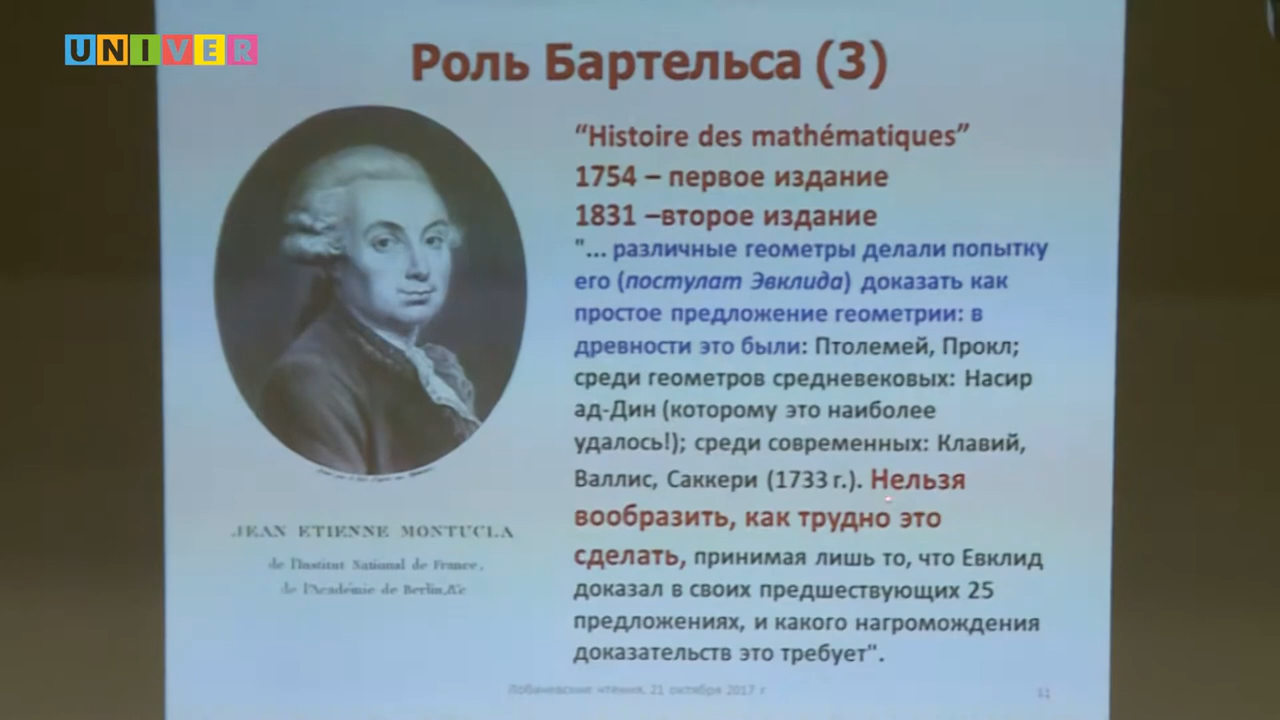 UNIVER
Роль Бартельса (3)
“Histoire des mathématiques”
1754 – первое издание
1831 –второе издание
"... различные геометры делали попытку
его (постулат Эвклида) доказать как
простое предложение геометрии: в
древности это были: Птолемей, Прокл;
среди геометров средневековых: Насир
ад-Дин (которому это наиболее
удалось!); среди современных: Клавий,
Валлис, Саккери (1733 г.). Нельзя
вообразить, как трудно это
сделать, принимая лишь то, что Евклид
доказал в своих предшествующих 25
предложениях, и какого нагромождения
доказательств это требует".
JEAN ETIENNE MONTUCLA
de l'Institut National de France,
de l'Académie de Berlin, &c
Лобачевские чтения, 21 октября 2017 г